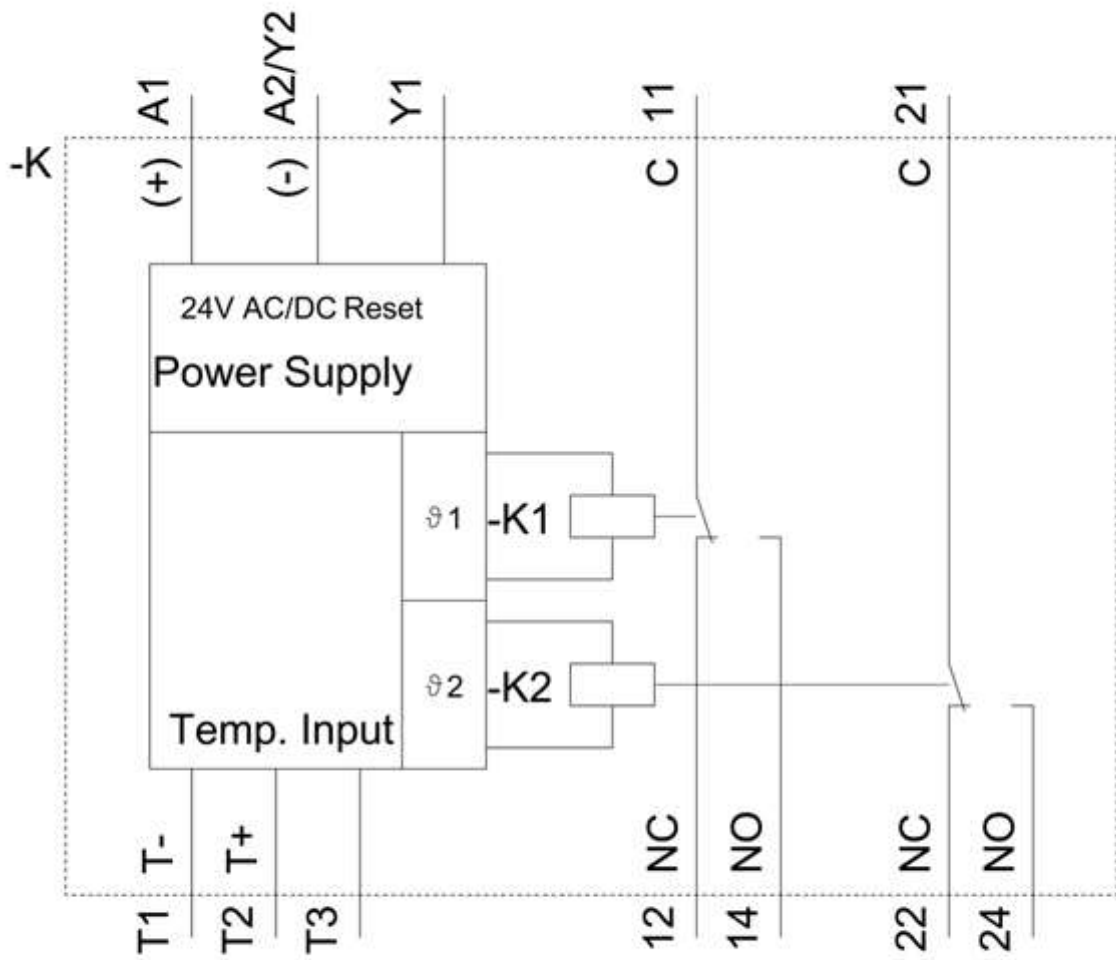 A1
A2/Y2
Y1
11
21
-K
(+)
(-)
C
C
24V AC/DC Reset
Power Supply
ϑ1
-K1
ϑ2
-K2
Temp. Input
T-
T+
NC
NO
NC
NO
T1
T2
T3
12
14
22
24